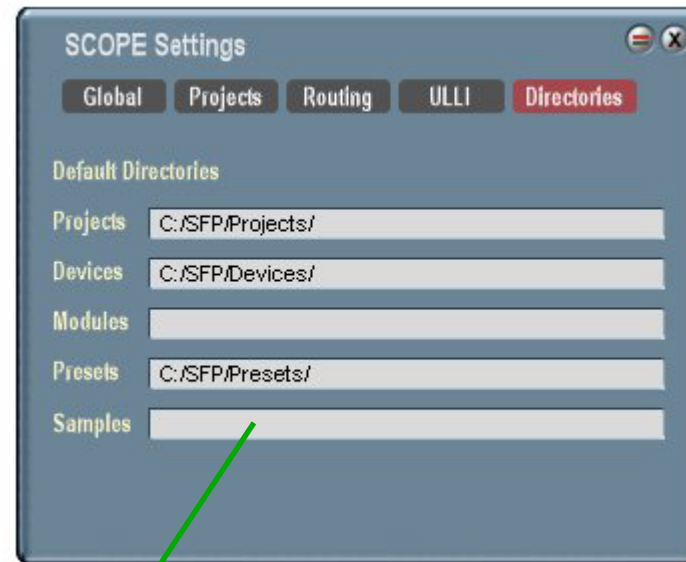 SCOPE Settings
Global Projects Routing ULLI Directories
Default Directories
Projects C:/SFP/Projects/
Devices C:/SFP/Devices/
Modules
Presets C:/SFP/Presets/
Samples